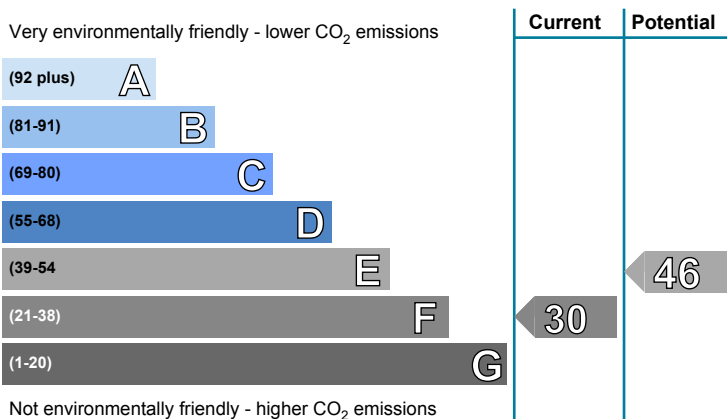 Very environmentally friendly - lower CO2 emissions
Current
Potential
(92 plus) A
(81-91) B
(69-80) C
(55-68) D
(39-54 E
46
(21-38) F
30
(1-20) G
Not environmentally friendly - higher CO2 emissions